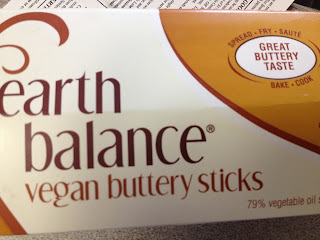 SPREAD • FRY • SAUTÉ
GREAT
BUTTERY
TASTE
BAKE • COOK
earth
balance®
vegan buttery sticks
79% vegetable oil